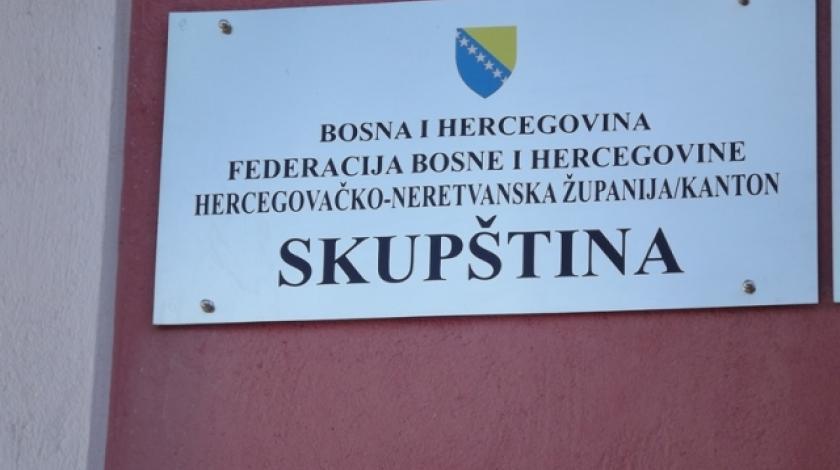 BOSNA I HERCEGOVINA
FEDERACIJA BOSNE I HERCEGOVINE
HERCEGOVAČKO-NERETVANSKA ŽUPANIJA/KANTON
SKUPŠTINA